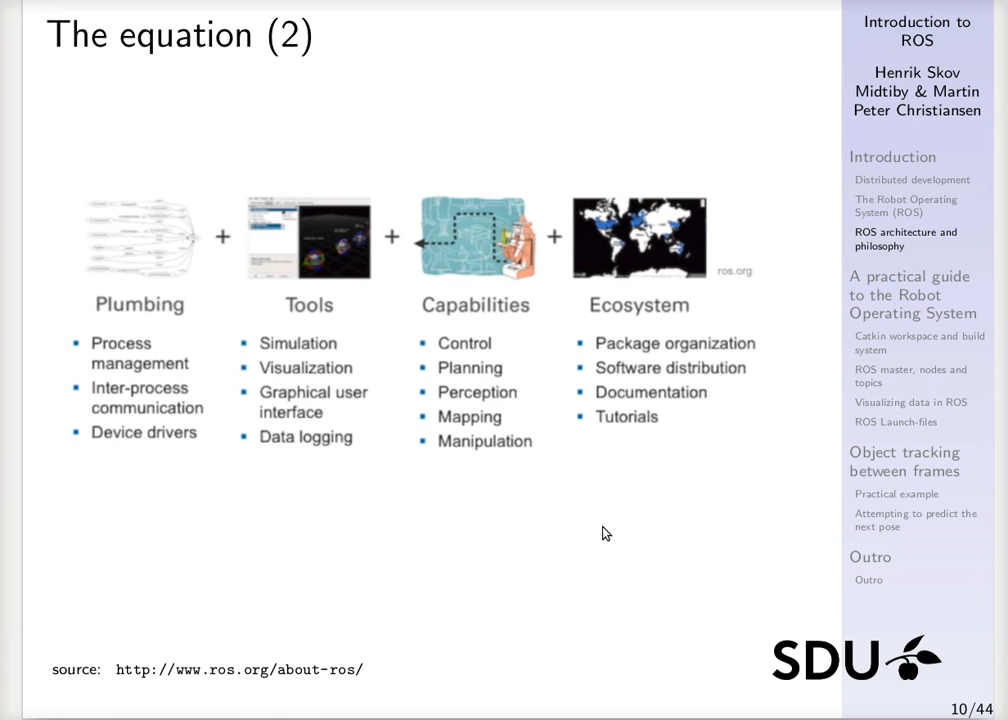 The equation (2)
+
+
+
ros.org
Plumbing
Process
management
Inter-process
communication
Device drivers
Tools
Simulation
Visualization
Graphical user
interface
Data logging
Capabilities
Control
Planning
Perception
Mapping
Manipulation
Ecosystem
Package organization
Software distribution
Documentation
Tutorials
source: http://www.ros.org/about-ros/
Introduction to
ROS
Henrik Skov
Midtiby & Martin
Peter Christiansen
Introduction
Distributed development
The Robot Operating
System (ROS)
ROS architecture and
philosophy
A practical guide
to the Robot
Operating System
Catkin workspace and build
system
ROS master, nodes and
topics
Visualizing data in ROS
ROS Launch-files
Object tracking
between frames
Practical example
Attempting to predict the
next pose
Outro
Outro
SDU
10/44